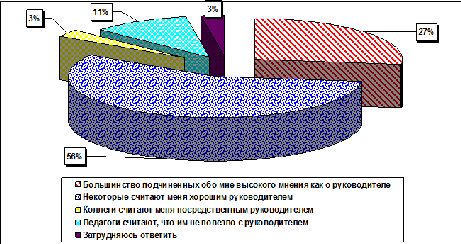 3%
11%
3%
27%
56%
Большинство подчиненных обо мне высокого мнения как о руководителе
Некоторые считают меня хорошим руководителем
Коллеги считают меня посредственным руководителем
Педагоги считают, что им не повезло с руководителем
Затрудняюсь ответить